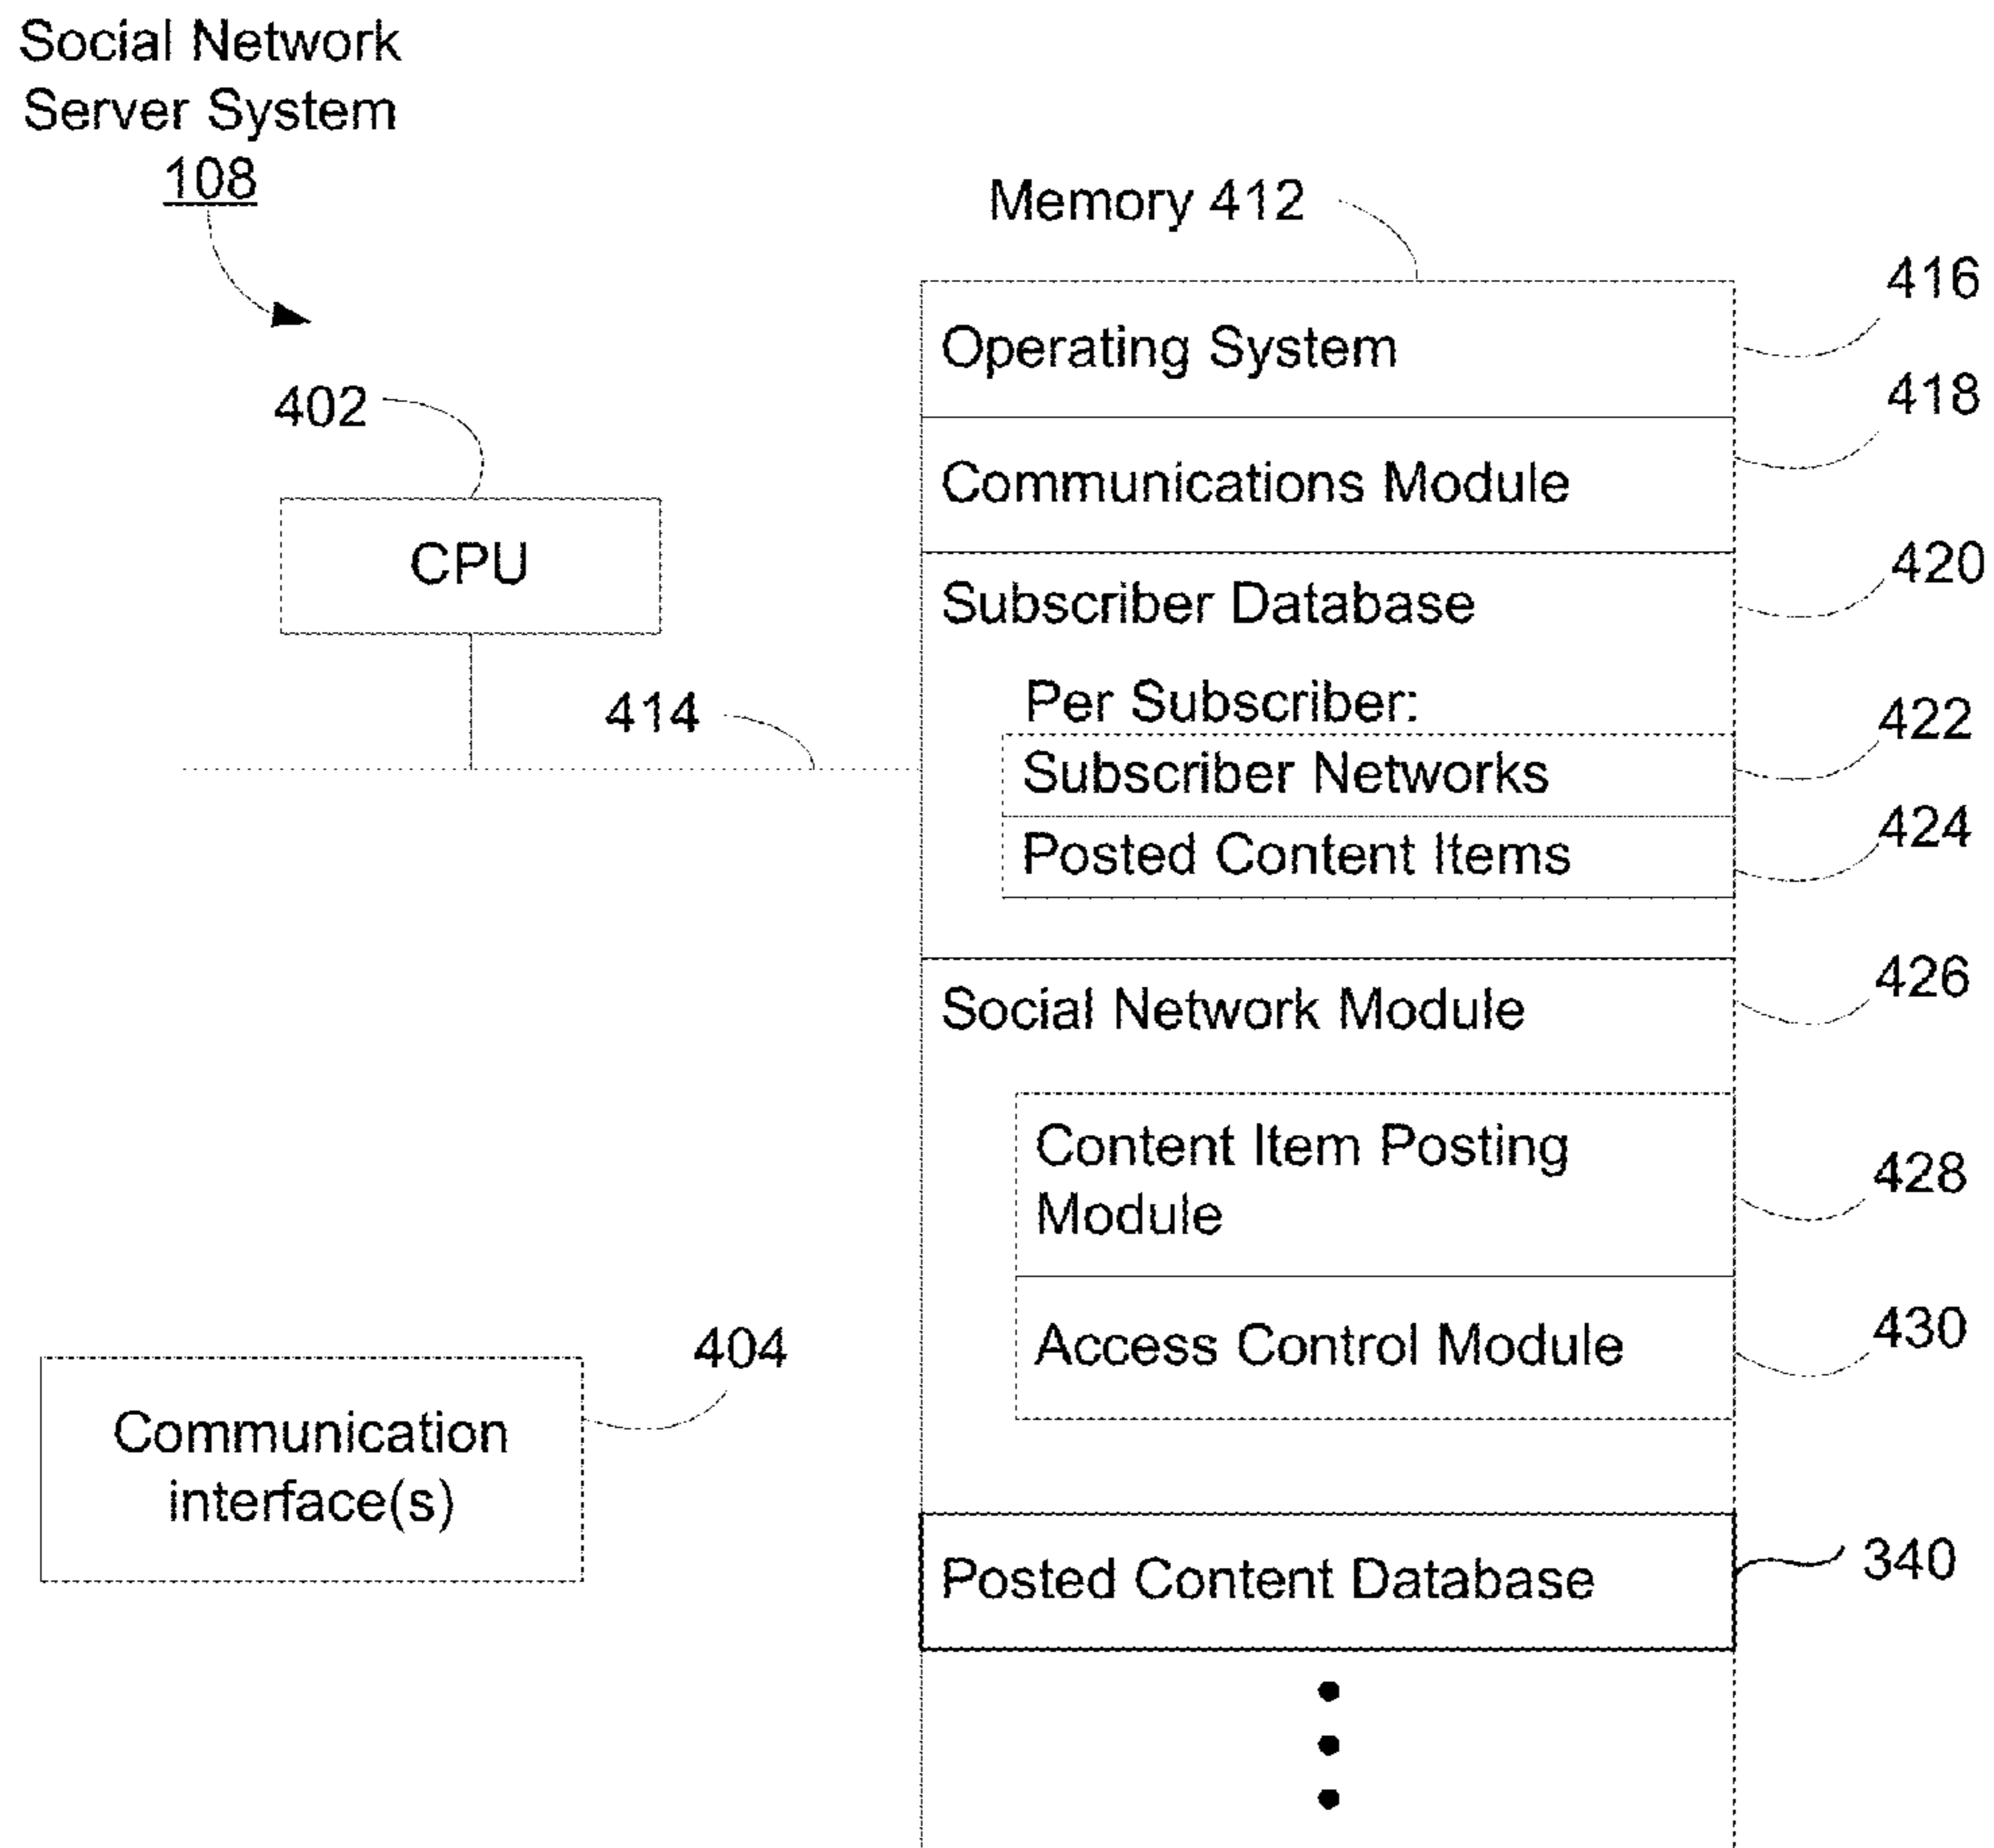 Social Network
Server System
108
Memory 412
416
Operating System
418
402
Communications Module
CPU
420
Subscriber Database
414
Per Subscriber:
422
Subscriber Networks
424
Posted Content Items
426
Social Network Module
Content Item Posting
Module
428
430
404
Access Control Module
Communication
interface(s)
340
Posted Content Database